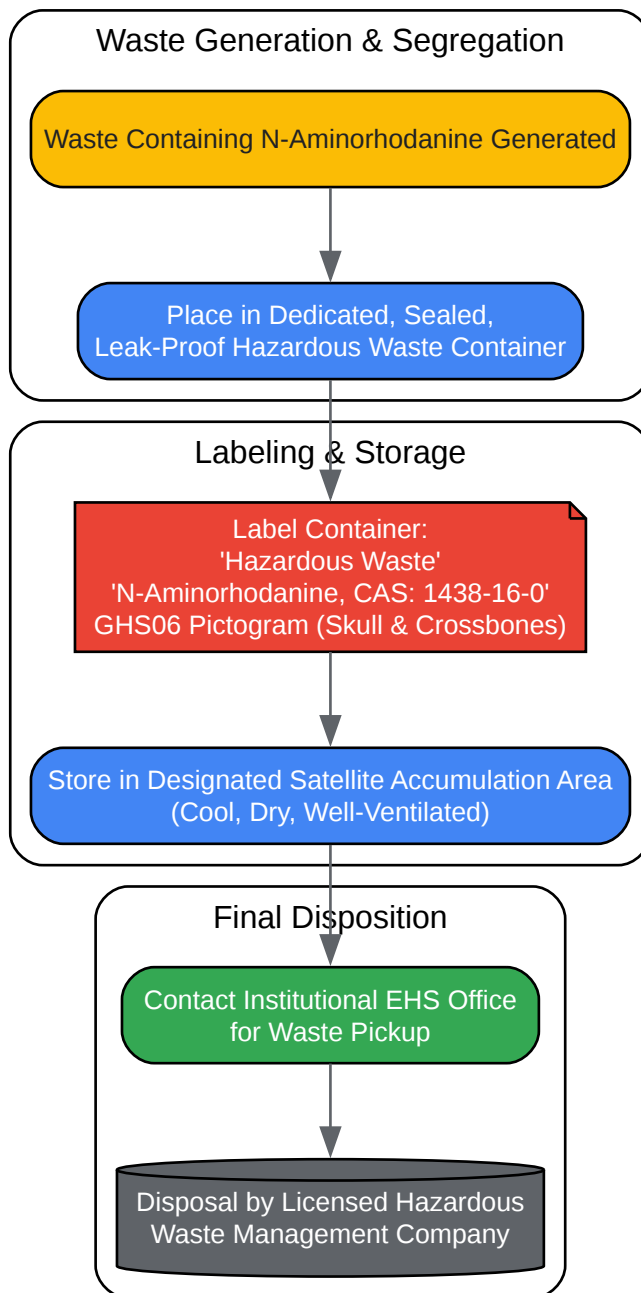 Waste Generation & Segregation
Waste Containing N-Aminorhodanine Generated
Place in Dedicated, Sealed,
Leak-Proof Hazardous Waste Container
Labeling & Storage
Label Container:
'Hazardous Waste'
'N-Aminorhodanine, CAS: 1438-16-0'
GHS06 Pictogram (Skull & Crossbones)
Store in Designated Satellite Accumulation Area
(Cool, Dry, Well-Ventilated)
Final Disposition
Contact Institutional EHS Office
for Waste Pickup
Disposal by Licensed Hazardous
Waste Management Company